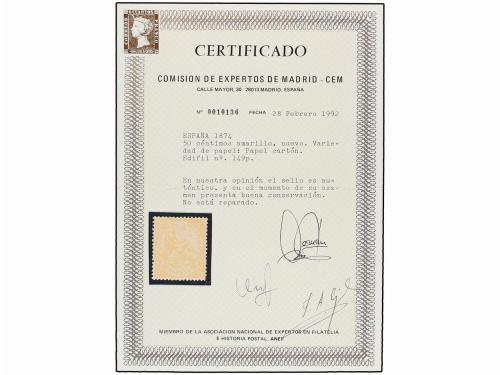 CERTIFICADO
COMISION DE EXPERTOS DE MADRID - CEM
CALLE MAYOR, 30. 28013 MADRID. ESPAÑA
Nº 0010136 FECHA 28 Febrero 1992
ESPAÑA 1874
50 céntimos amarillo, nuevo. Varie-
dad de papel: Papel cartón.
Edifil nº. 149p.
En nuestra opinión el sello es au-
téntico, y en el momento de su exa-
men presenta buena conservación.
No está reparado.
MIEMBRO DE LA ASOCIACION NACIONAL DE EXPERTOS EN FILATELIA
E HISTORIA POSTAL. ANEF